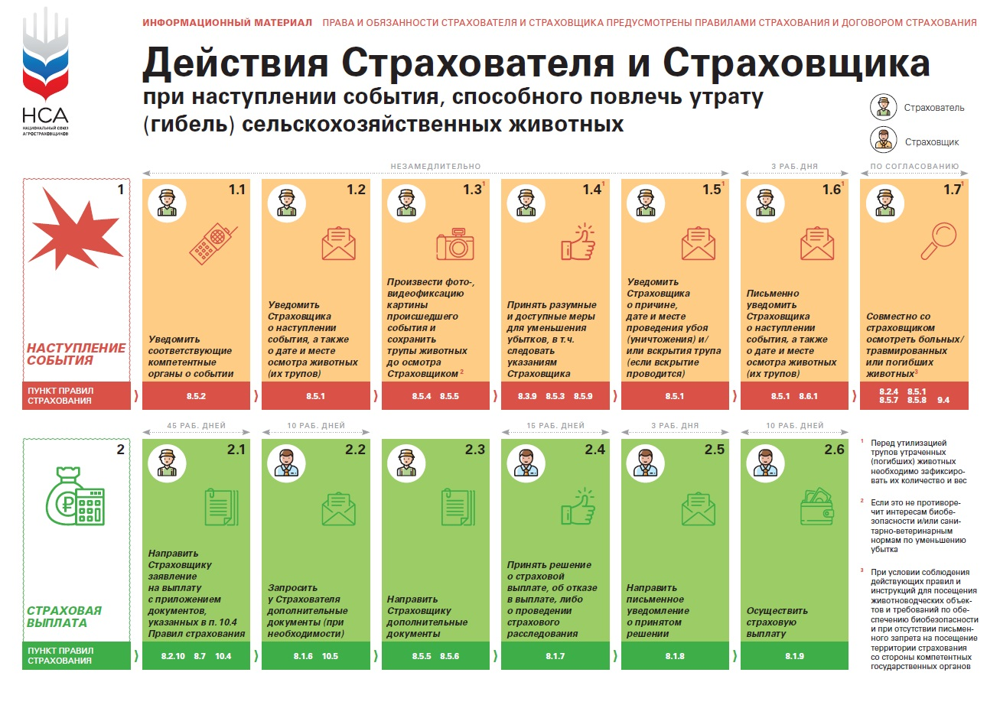 ИНФОРМАЦИОННЫЙ МАТЕРИАЛ ПРАВА И ОБЯЗАННОСТИ СТРАХОВАТЕЛЯ И СТРАХОВЩИКА ПРЕДУСМОТРЕНЫ ПРАВИЛАМИ СТРАХОВАНИЯ И ДОГОВОРОМ СТРАХОВАНИЯ
Действия Страхователя и Страховщика
при наступлении события, способного повлечь утрату
(гибель) сельскохозяйственных животных
НСА
НАЦИОНАЛЬНЫЙ СОЮЗ
АГРОСТРАХОВЩИКОВ
Страхователь
Страховщик
НЕЗАМЕДЛИТЕЛЬНО
3 РАБ. ДНЯ
ПО СОГЛАСОВАНИЮ
1
НАСТУПЛЕНИЕ
СОБЫТИЯ
ПУНКТ ПРАВИЛ
СТРАХОВАНИЯ
1.1
Уведомить
соответствующие
компетентные
органы о событии
8.5.2
1.2
Уведомить
Страховщика
о наступлении
события, а также
о дате и месте
осмотра животных
(их трупов)
8.5.1
1.3¹
Произвести фото-,
видеофиксацию
картины
происшедшего
события и
сохранить
трупы животных
до осмотра
Страховщиком ²
8.5.4 8.5.5
1.4¹
Принять разумные
и доступные меры
для уменьшения
убытков, в т.ч.
следовать
указаниям
Страховщика
8.3.9 8.5.3 8.5.9
1.5¹
Уведомить
Страховщика
о причине,
дате и месте
проведения убоя
(уничтожения) и/
или вскрытия трупа
(если вскрытие
проводится)
8.5.1
1.6¹
Письменно
уведомить
Страховщика
о наступлении
события, а также
о дате и месте
осмотра животных
(их трупов)
8.5.1 8.6.1
1.7¹
Совместно со
страховщиком
осмотреть больных/
травмированных
или погибших
животных³
8.2.4 8.5.1
8.5.7 8.5.8 9.4
45 РАБ. ДНЕЙ
10 РАБ. ДНЕЙ
15 РАБ. ДНЕЙ
3 РАБ. ДНЯ
10 РАБ. ДНЕЙ
2
СТРАХОВАЯ
ВЫПЛАТА
ПУНКТ ПРАВИЛ
СТРАХОВАНИЯ
2.1
Направить
Страховщику
заявление
на выплату
с приложением
документов,
указанных в п. 10.4
Правил страхования
8.2.10 8.7 10.4
2.2
Запросить
у Страхователя
дополнительные
документы (при
необходимости)
8.1.6 10.5
2.3
Направить
Страховщику
дополнительные
документы
8.5.5 8.5.6
2.4
Принять решение
о страховой
выплате, об отказе
в выплате, либо
о проведении
страхового
расследования
8.1.7
2.5
Направить
письменное
уведомление
о принятом
решении
8.1.8
2.6
Осуществить
страховую
выплату
8.1.9
¹ Перед утилизацией
трупов утраченных
(погибших) животных
необходимо зафиксиро-
вать их количество и вес
² Если это не противоре-
чит интересам биобе-
зопасности и/или сани-
тарно-ветеринарным
нормам по уменьшению
убытка
³ При условии соблюдения
действующих правил и
инструкций для посещения
животноводческих объек-
тов и требований по обе-
спечению биобезопасности
и при отсутствии письмен-
ного запрета на посещение
территории страхования
со стороны компетентных
государственных органов